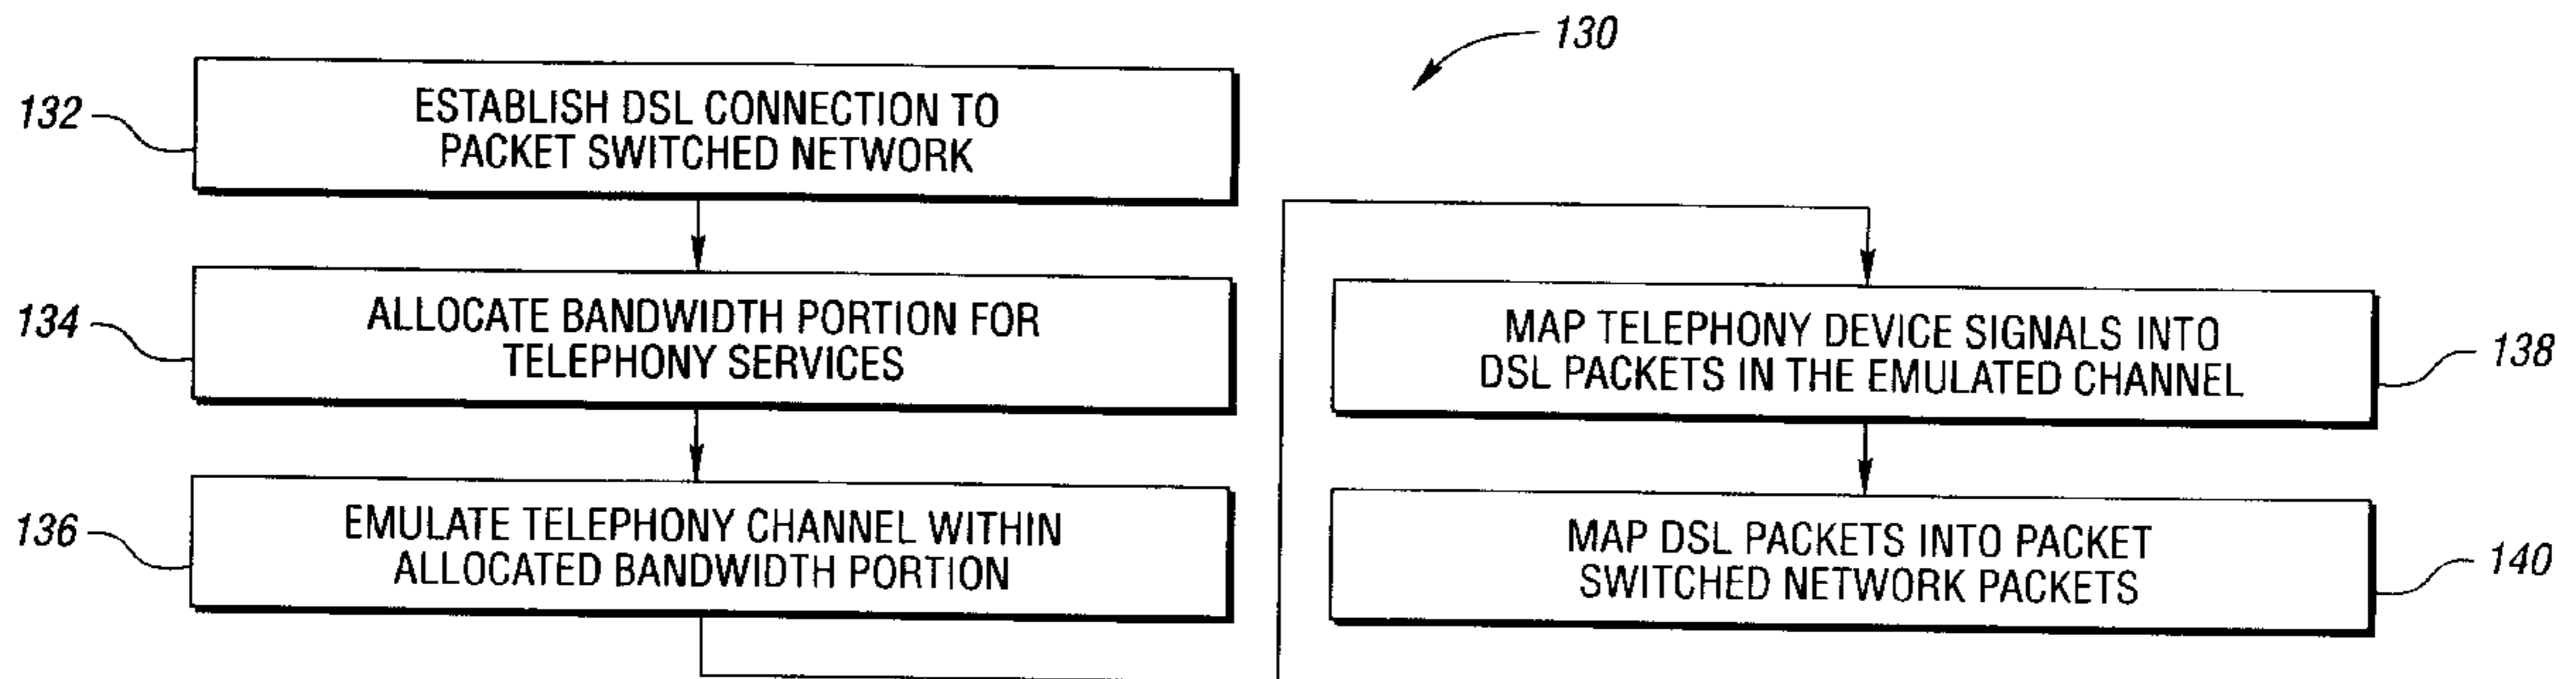 130
132
ESTABLISH DSL CONNECTION TO
PACKET SWITCHED NETWORK
134
ALLOCATE BANDWIDTH PORTION FOR
TELEPHONY SERVICES
136
EMULATE TELEPHONY CHANNEL WITHIN
ALLOCATED BANDWIDTH PORTION
MAP TELEPHONY DEVICE SIGNALS INTO
DSL PACKETS IN THE EMULATED CHANNEL
138
MAP DSL PACKETS INTO PACKET
SWITCHED NETWORK PACKETS
140